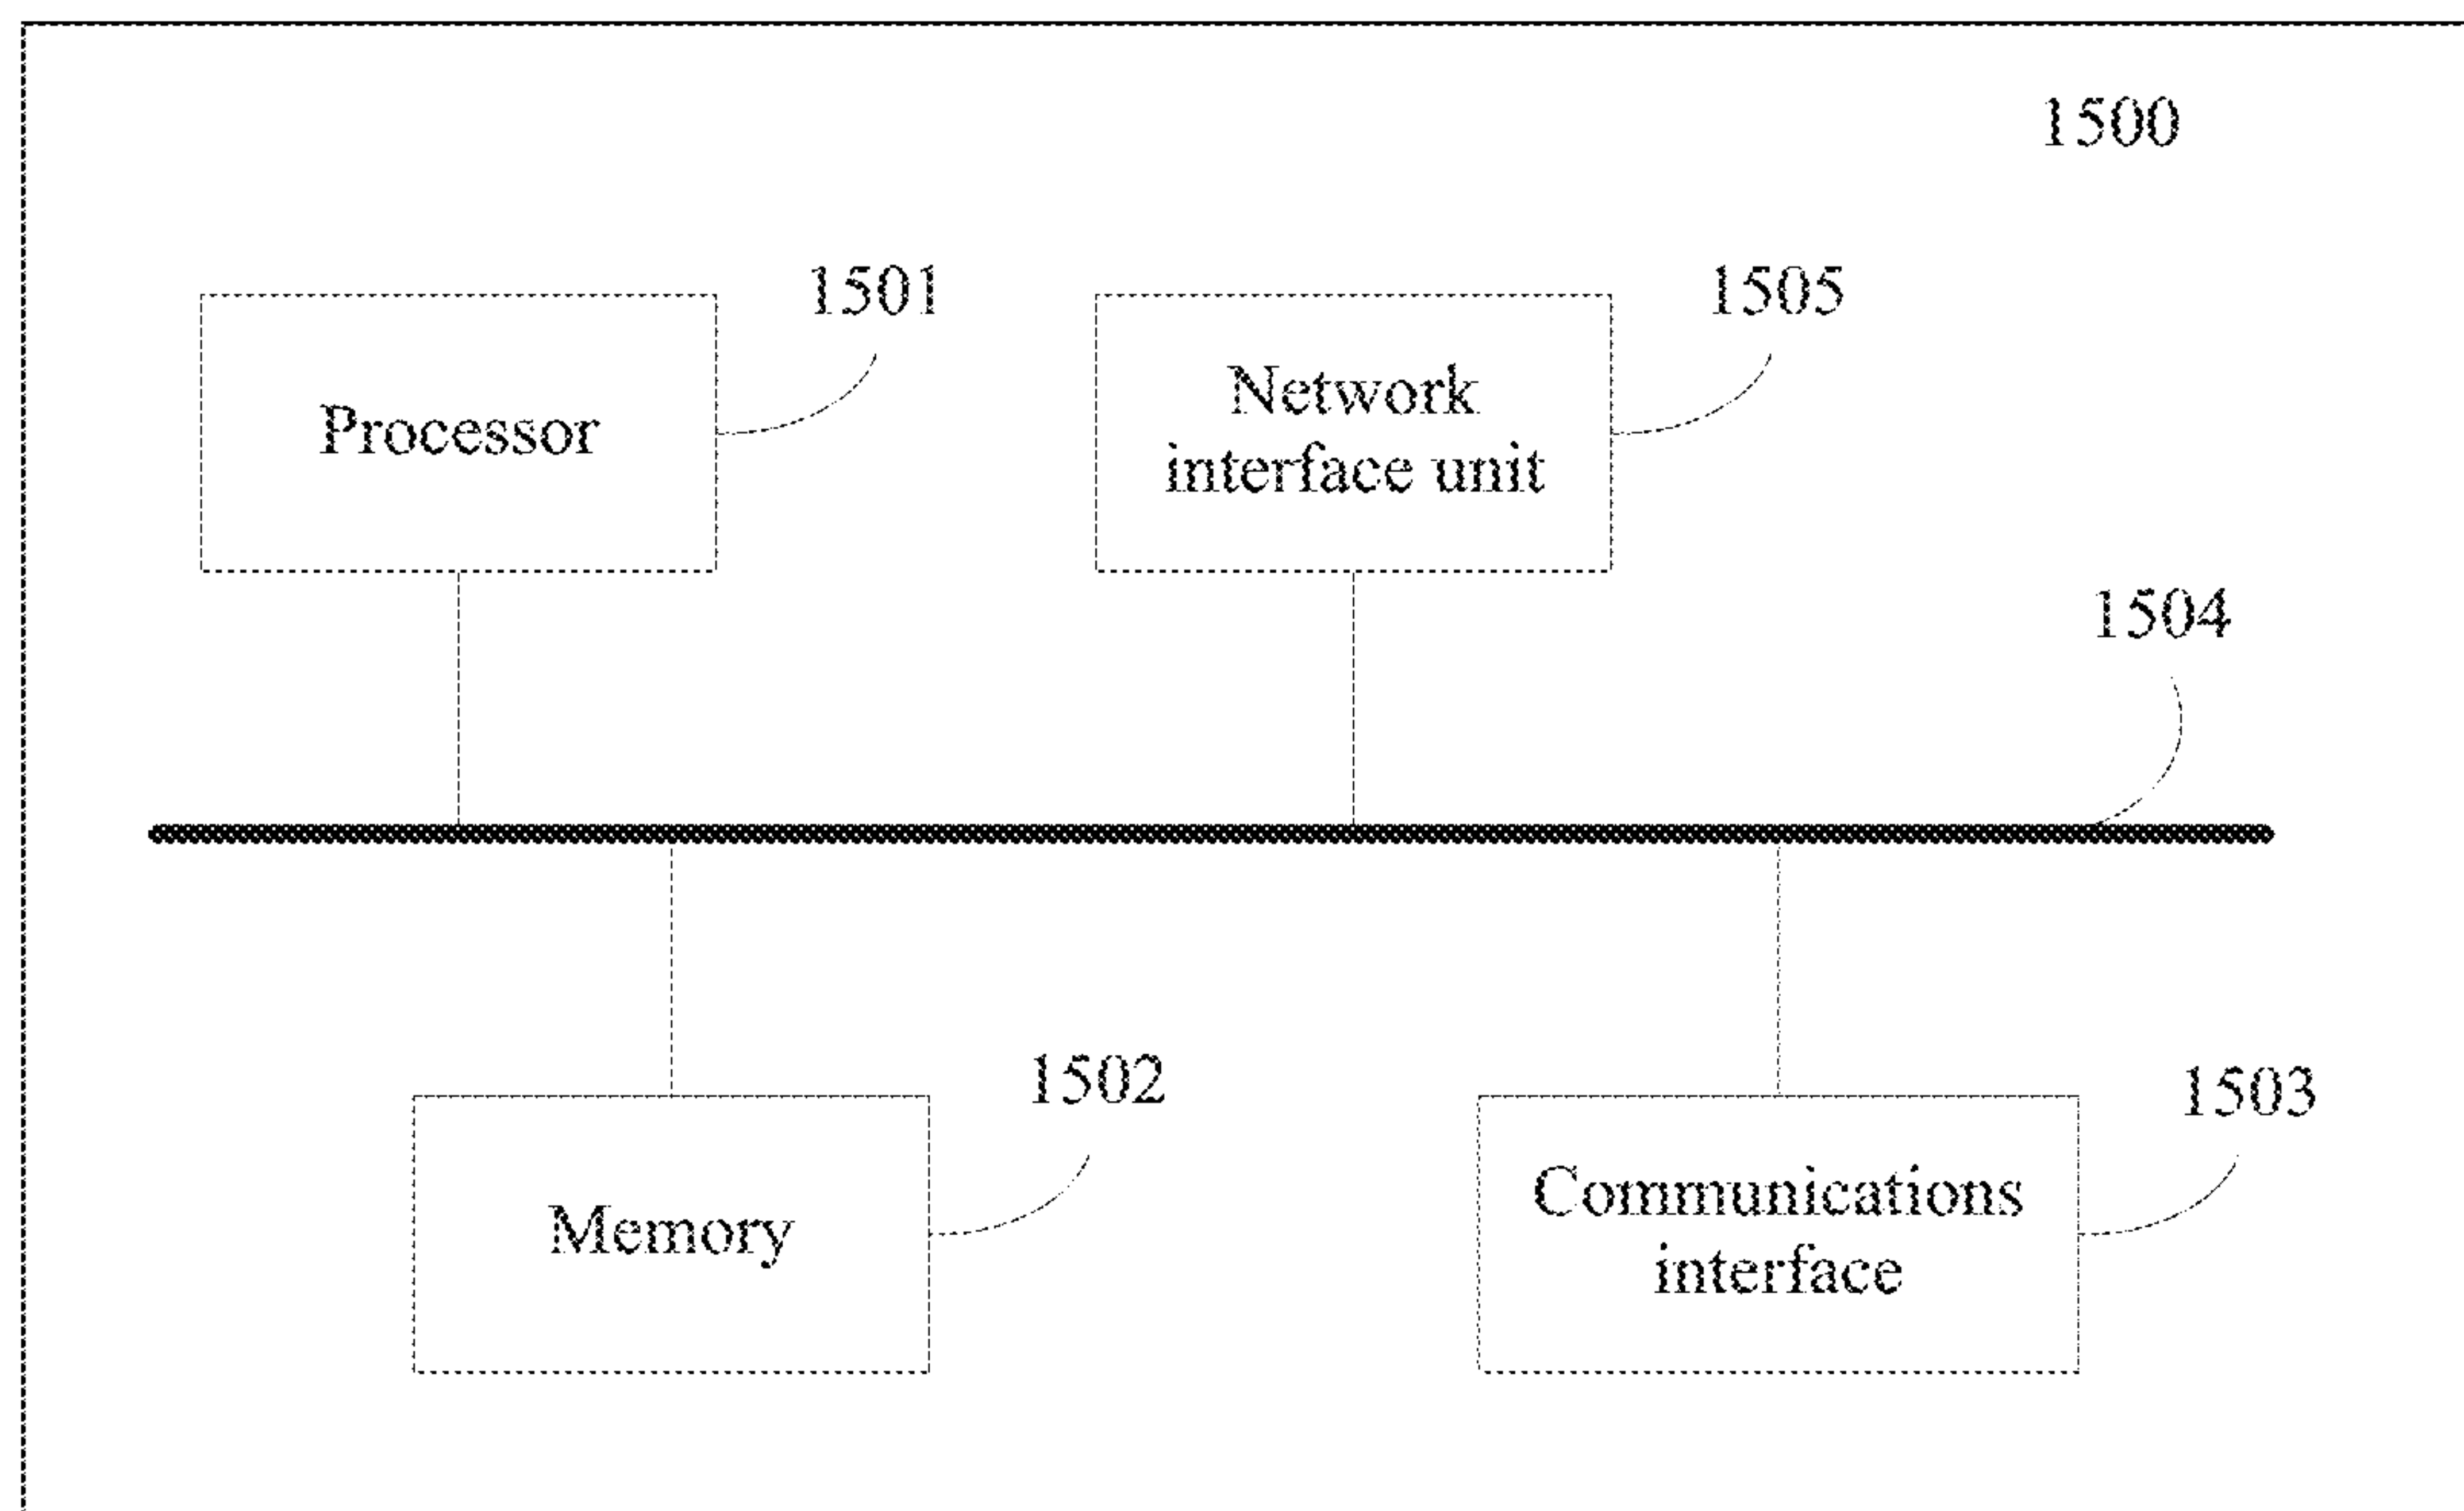 1500
1501
1505
Processor
Network
interface unit
1504
1502
1503
Memory
Communications
interface